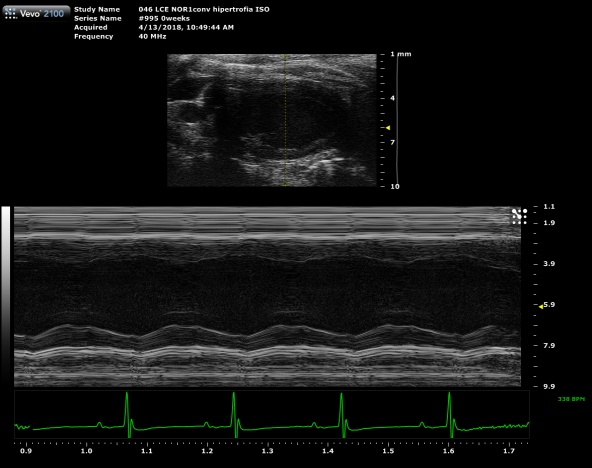 Vevo 2100
Study Name 046 LCE NOR1conv hipertrofia ISO
Series Name #995 0weeks
Acquired 4/13/2018, 10:49:44 AM
Frequency 40 MHz
1 mm
4
7
10
1.1
1.9
3.9
5.9
7.9
9.9
338 BPM
0.9 1.0 1.1 1.2 1.3 1.4 1.5 1.6 1.7